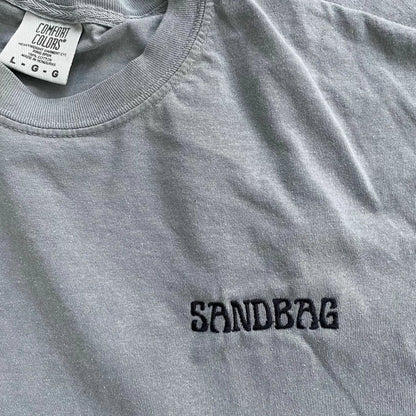 COMFORT
COLORS®
L - G - G
SANDBAG